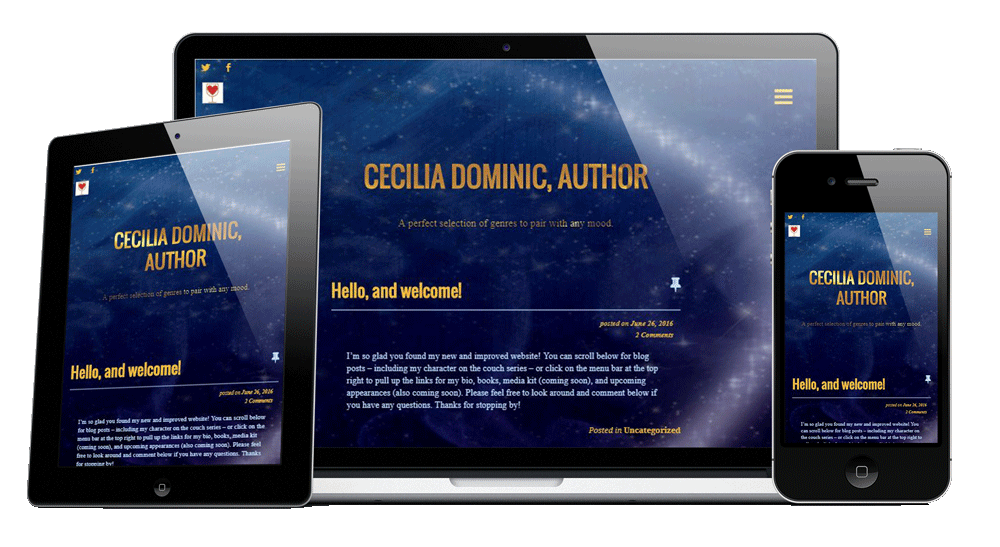 CECILIA DOMINIC, AUTHOR
A perfect selection of genres to pair with any mood.
Hello, and welcome!
posted on June 26, 2016
2 Comments
I'm so glad you found my new and improved website! You can scroll below for blog
posts – including my character on the couch series – or click on the menu bar at the top
right to pull up the links for my bio, books, media kit (coming soon), and upcoming
appearances (also coming soon). Please feel free to look around and comment below if
you have any questions. Thanks for stopping by!
Posted in Uncategorized
CECILIA DOMINIC,
AUTHOR
A perfect selection of genres to pair with any mood.
Hello, and welcome!
posted on June 26, 2016
2 Comments
I'm so glad you found my new and improved website! You can scroll below
for blog posts – including my character on the couch series – or click on the
menu bar at the top right to pull up the links for my bio, books, media kit
(coming soon), and upcoming appearances (also coming soon). Please feel
free to look around and comment below if you have any questions. Thanks
for stopping by!
CECILIA DOMINIC,
AUTHOR
A perfect selection of genres to pair with any mood.
Hello, and welcome!
posted on June 26, 2016
2 Comments
I'm so glad you found my new and improved website! You can
scroll below for blog posts – including my character on
the couch series – or click on the menu bar at the top right to